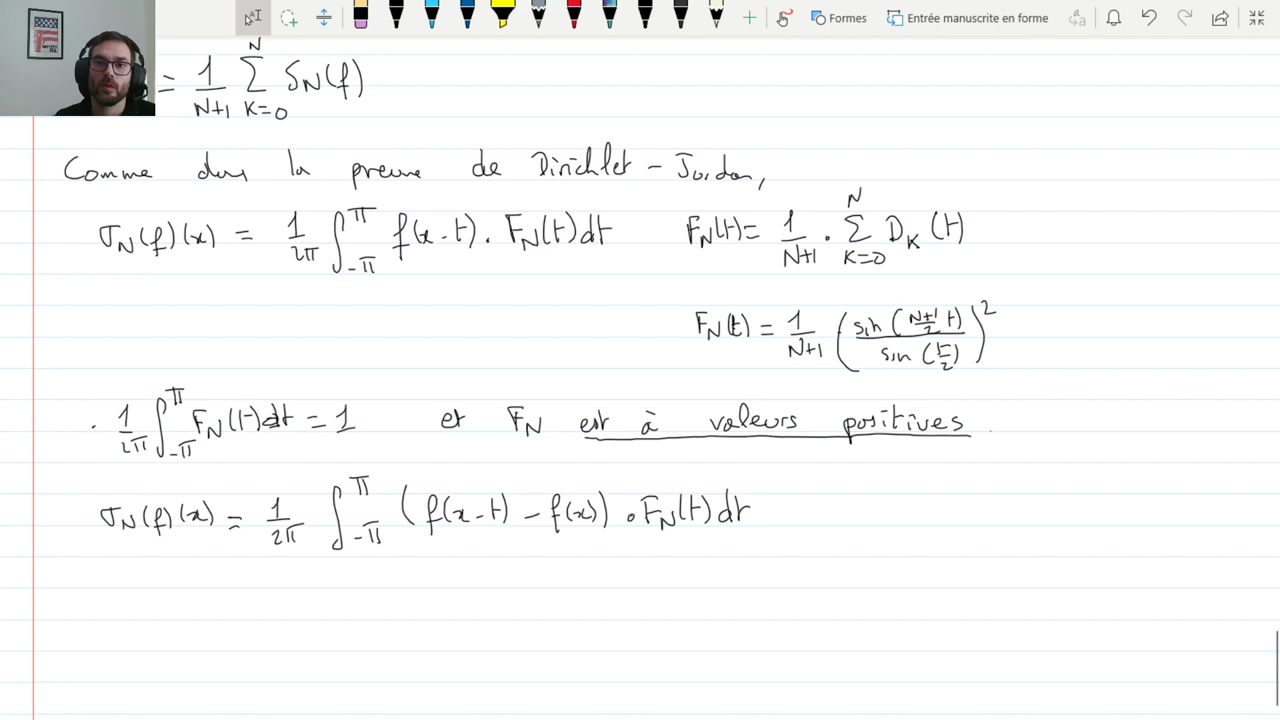 Formes Entrée manuscrite en forme
= 1/(N+1) ∑_{K=0}^{N} S_N(f)
Comme dans la preuve de Dirichlet - Jordan,
σ_N(f)(x) = 1/2π ∫_{-π}^{π} f(x-t) . F_N(t)dt F_N(t) = 1/(N+1) . ∑_{K=0}^{N} D_K(t)
F_N(t) = 1/(N+1) (sin(N+1/2 t)/sin(t/2))^2
. 1/2π ∫_{-π}^{π} F_N(t)dt = 1 et F_N est à valeurs positives.
σ_N(f)(x) = 1/2π ∫_{-π}^{π} (f(x-t) - f(x)) . F_N(t)dt